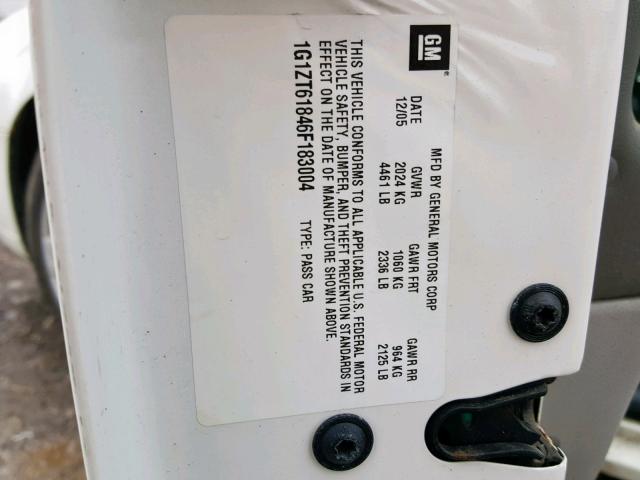 GM ®
MFD BY GENERAL MOTORS CORP
DATE GVWR GAWR FRT GAWR RR
12/05 2024 KG 1060 KG 964 KG
4461 LB 2336 LB 2125 LB
THIS VEHICLE CONFORMS TO ALL APPLICABLE U.S. FEDERAL MOTOR
VEHICLE SAFETY, BUMPER, AND THEFT PREVENTION STANDARDS IN
EFFECT ON THE DATE OF MANUFACTURE SHOWN ABOVE.
1G1ZT61846F183004 TYPE: PASS CAR